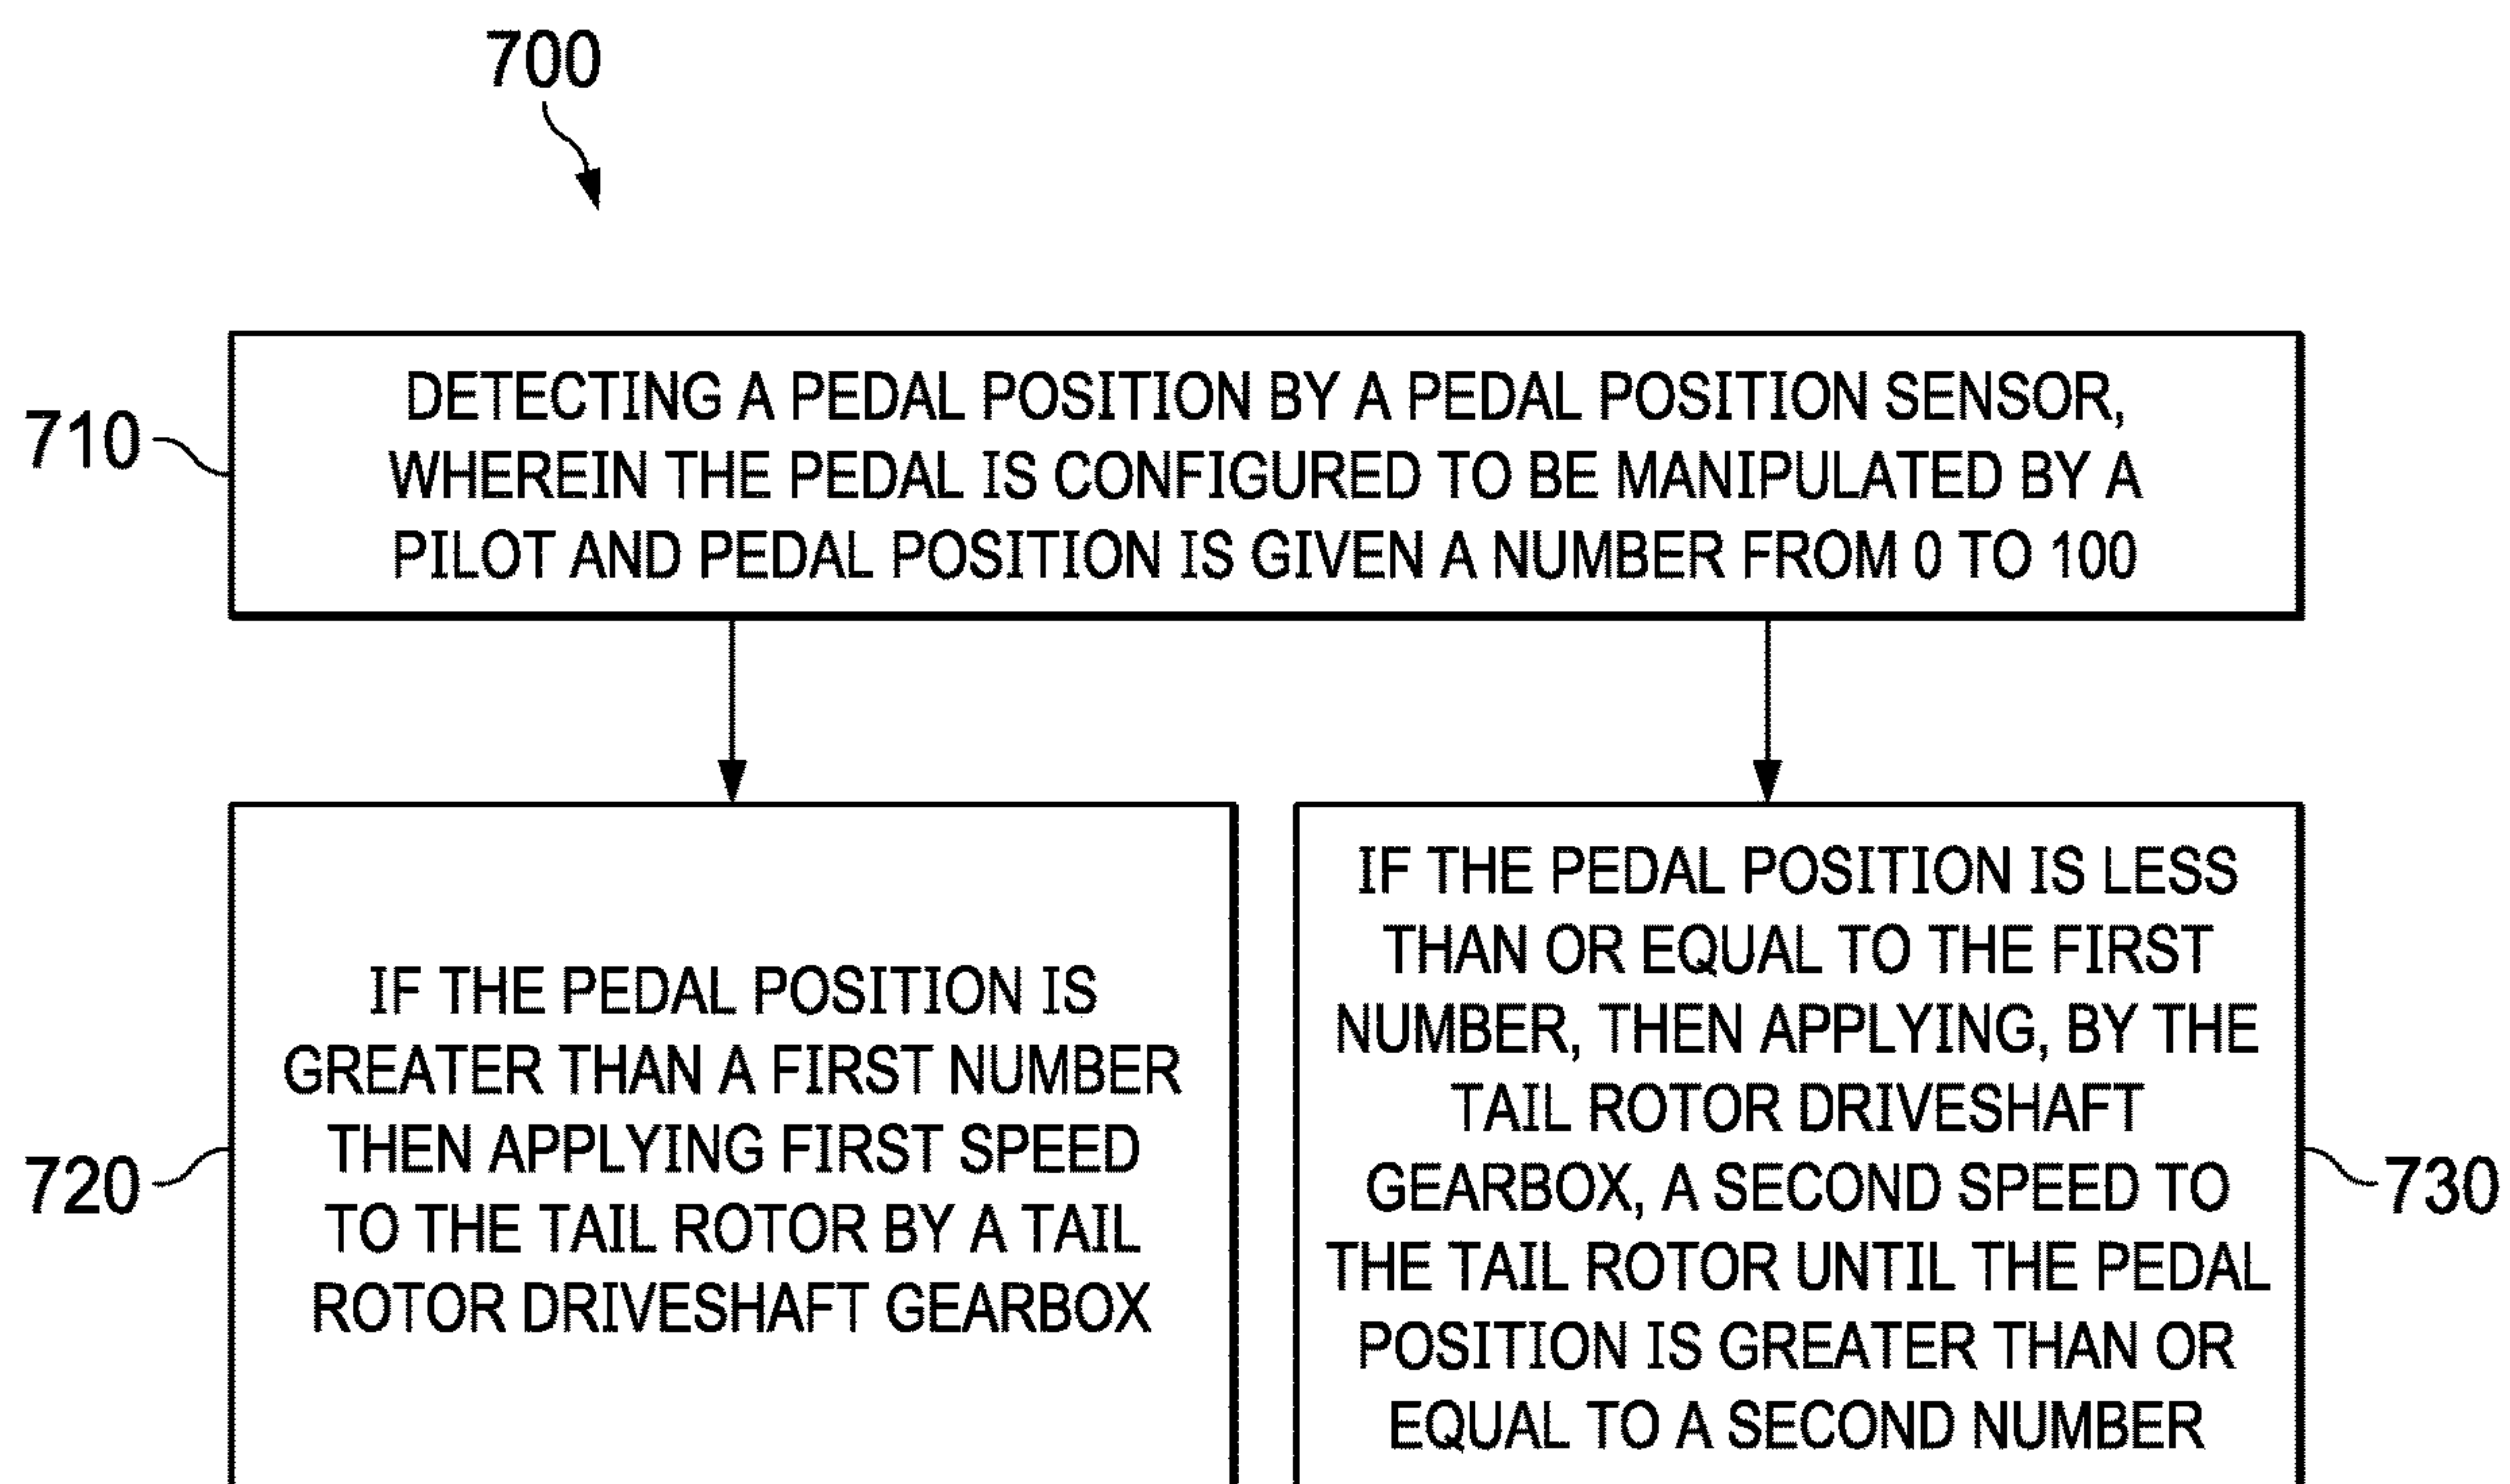 700
710
DETECTING A PEDAL POSITION BY A PEDAL POSITION SENSOR,
WHEREIN THE PEDAL IS CONFIGURED TO BE MANIPULATED BY A
PILOT AND PEDAL POSITION IS GIVEN A NUMBER FROM 0 TO 100
720
IF THE PEDAL POSITION IS
GREATER THAN A FIRST NUMBER
THEN APPLYING FIRST SPEED
TO THE TAIL ROTOR BY A TAIL
ROTOR DRIVESHAFT GEARBOX
IF THE PEDAL POSITION IS LESS
THAN OR EQUAL TO THE FIRST
NUMBER, THEN APPLYING, BY THE
TAIL ROTOR DRIVESHAFT
GEARBOX, A SECOND SPEED TO
THE TAIL ROTOR UNTIL THE PEDAL
POSITION IS GREATER THAN OR
EQUAL TO A SECOND NUMBER
730